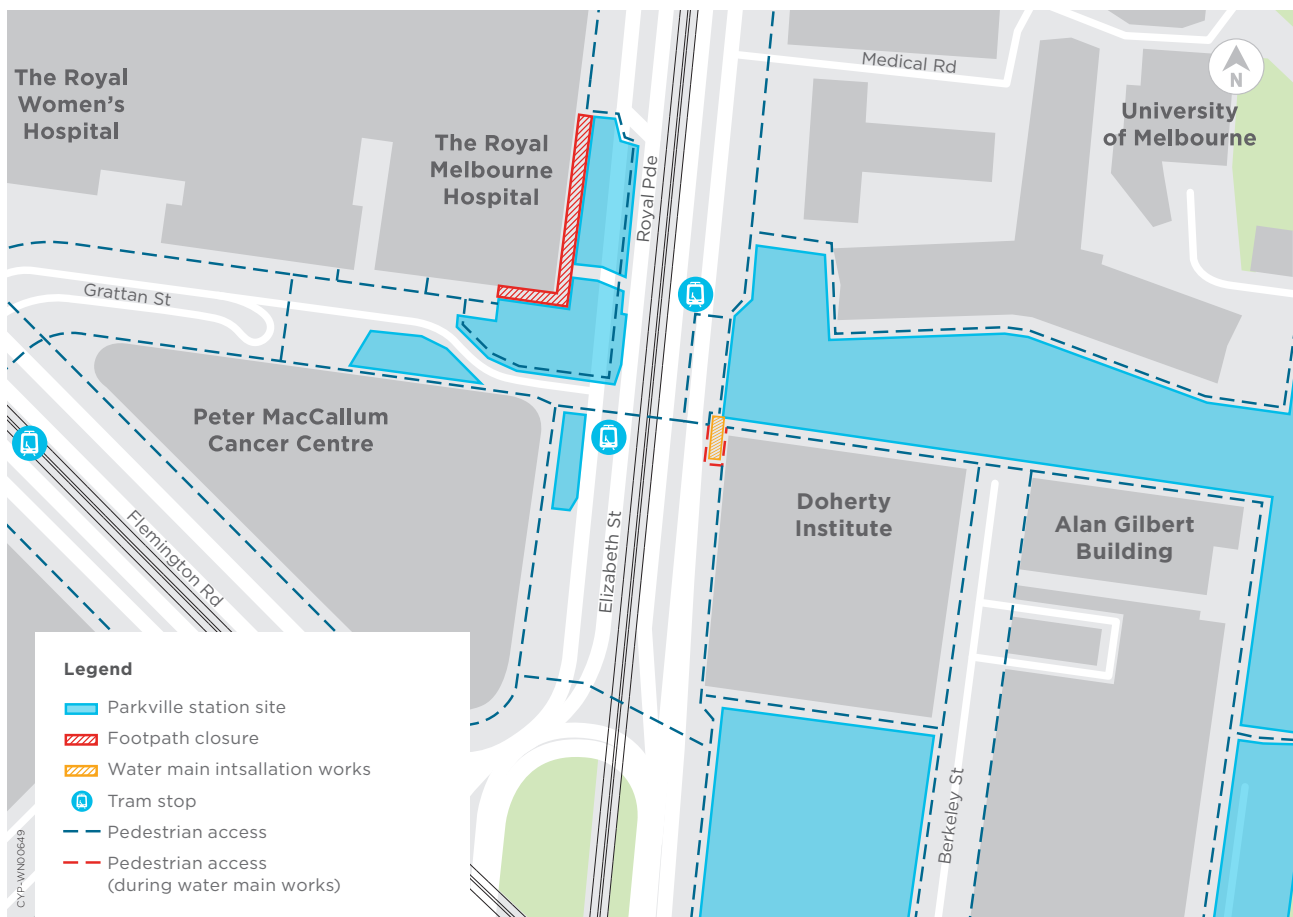 The Royal
Women's
Hospital
The Royal
Melbourne
Hospital
Royal Pde
Medical Rd
N
University
of Melbourne
Grattan St
Peter MacCallum
Cancer Centre
Flemington Rd
Elizabeth St
Doherty
Institute
Alan Gilbert
Building
Berkeley St
Legend
Parkville station site
Footpath closure
Water main intsallation works
Tram stop
Pedestrian access
Pedestrian access
(during water main works)
CYP-WN00649